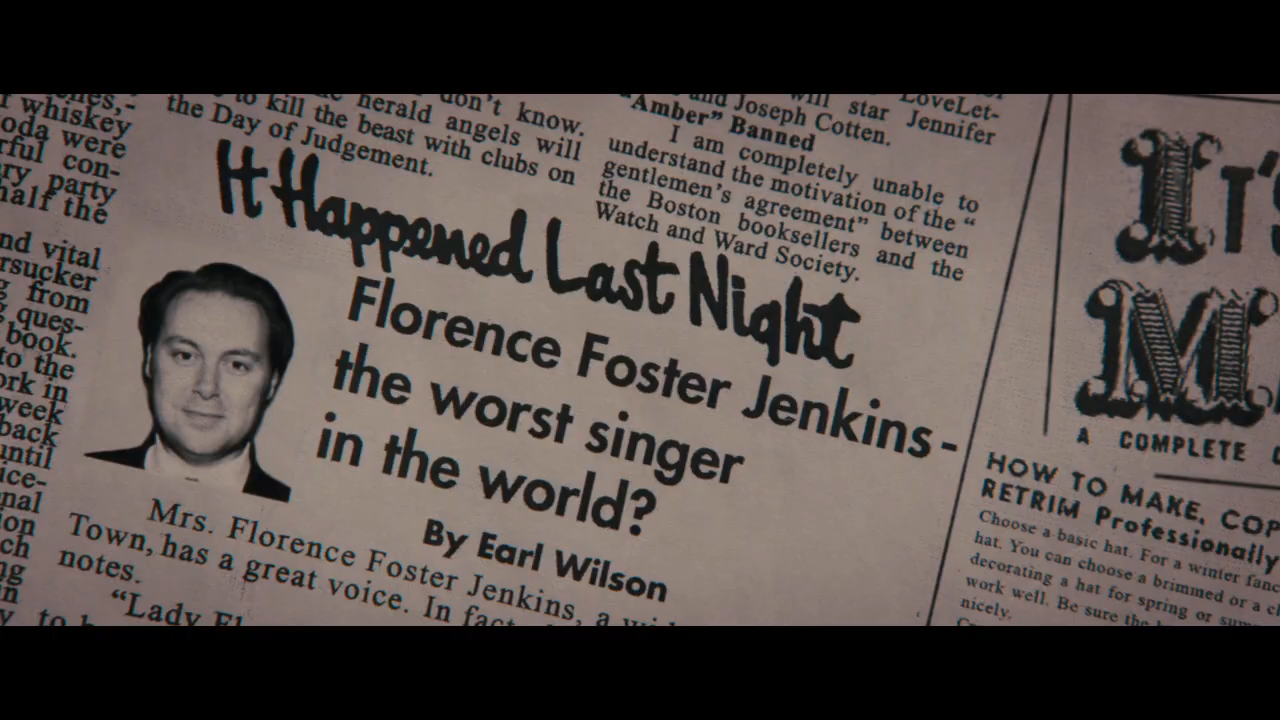 whiskey
oda were
con-
ry party
half the
nd vital
rsucker
from
ques-
book.
to the
ork in
week
back
until
ice-
nal
ion
ch
ng
in
don't know.
herald angels will
to kill the beast with clubs on
the Day of Judgement.
LoveLet-
will star Jennifer
and Joseph Cotten.
"Amber" Banned
I am completely unable to
understand the motivation of the "
gentlemen's agreement" between
the Boston booksellers and the
Watch and Ward Society.
It Happened Last Night
Florence Foster Jenkins-
the worst singer
in the world?
By Earl Wilson
Mrs. Florence Foster Jenkins, a
Town, has a great voice. In fact,
notes.
"Lady
IT'S
M
A COMPLETE
HOW TO MAKE, COP
RETRIM Professionally
Choose a basic hat. For a winter
hat. You can choose a brimmed or a
decorating a hat for spring or
work well. Be sure the
nicely.